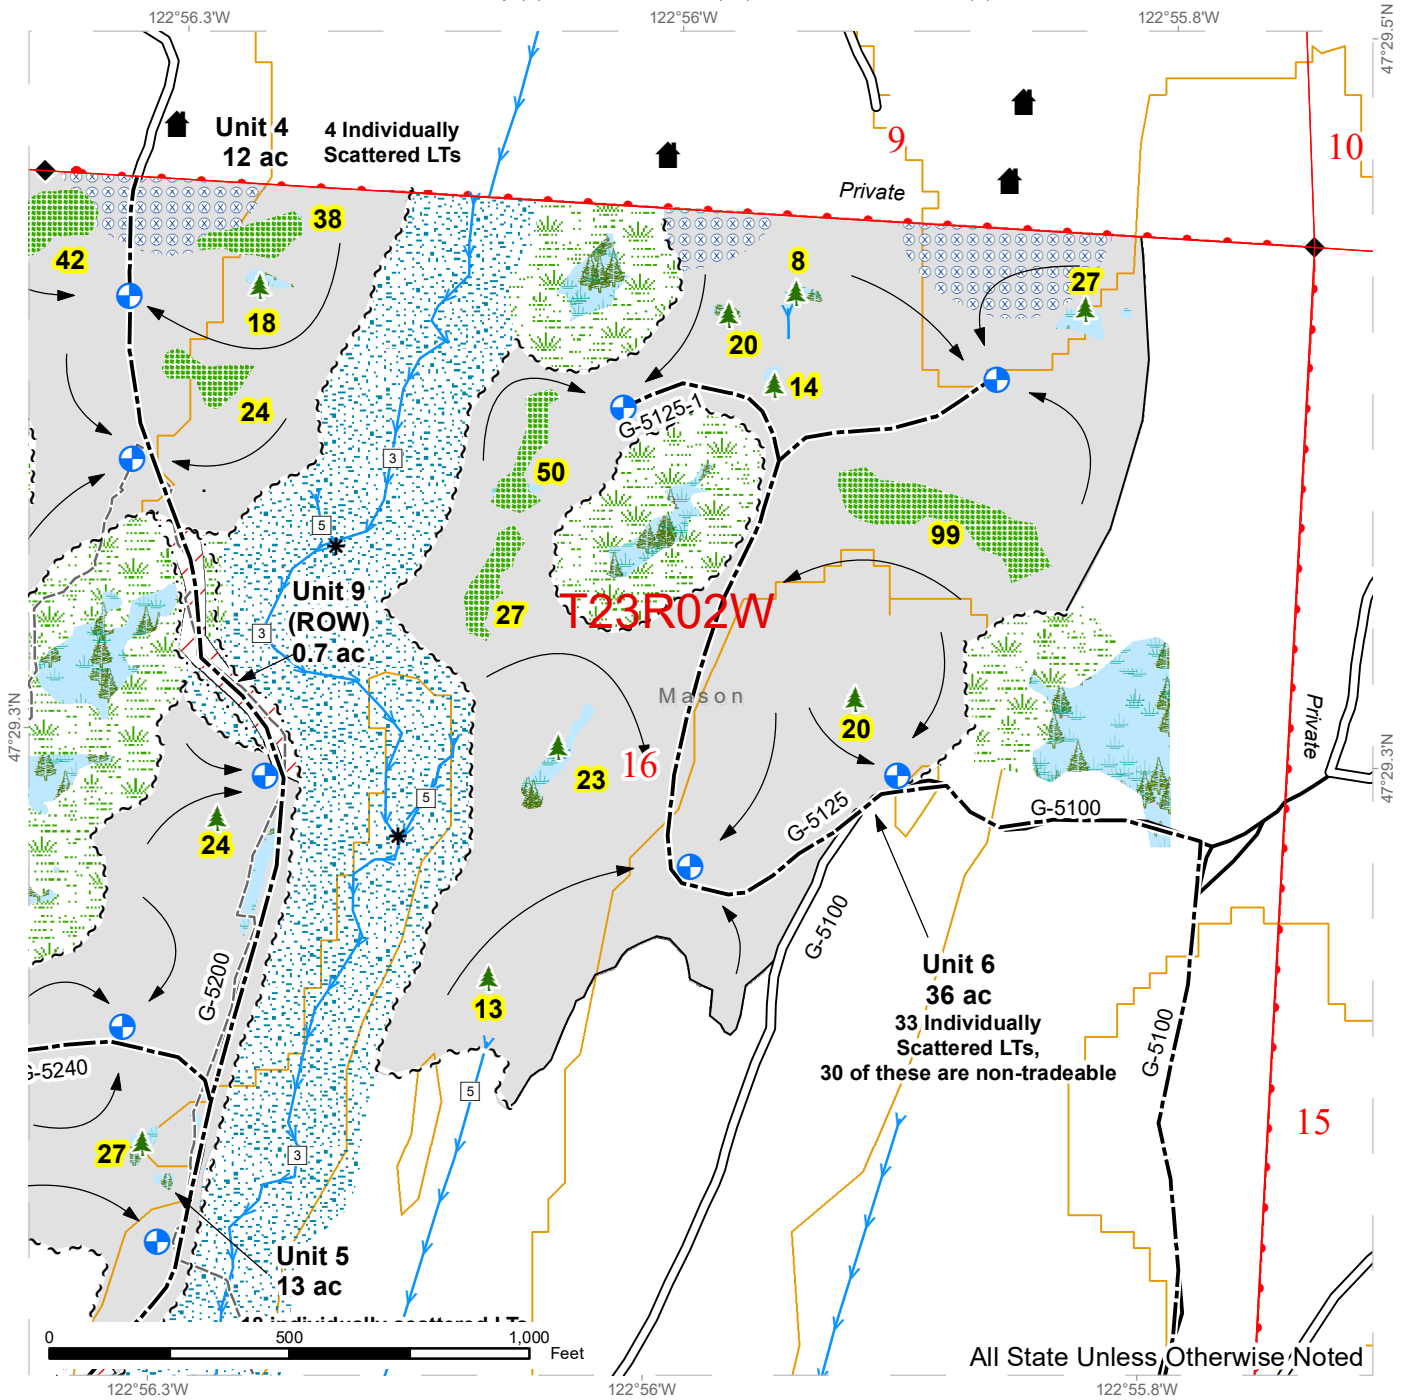 122°56.3'W
122°56'W
122°55.8'W
47°29.5'N
Unit 4
12 ac
4 Individually
Scattered LTs
9
10
Private
38
42
8
27
18
20
14
24
G-5125-1
3
50
5
99
Unit 9
(ROW)
0.7 ac
27
T23R02W
3
Mason
20
Private
47°29.3'N
47°29.3'N
16
23
5
G-5125
G-5100
24
G-5100
G-5200
Unit 6
36 ac
33 Individually
Scattered LTs,
30 of these are non-tradeable
13
G-5100
G-5240
5
15
27
3
Unit 5
13 ac
18 individually scattered LTs
0
500
1,000
Feet
All State Unless Otherwise Noted
122°56.3'W
122°56'W
122°55.8'W